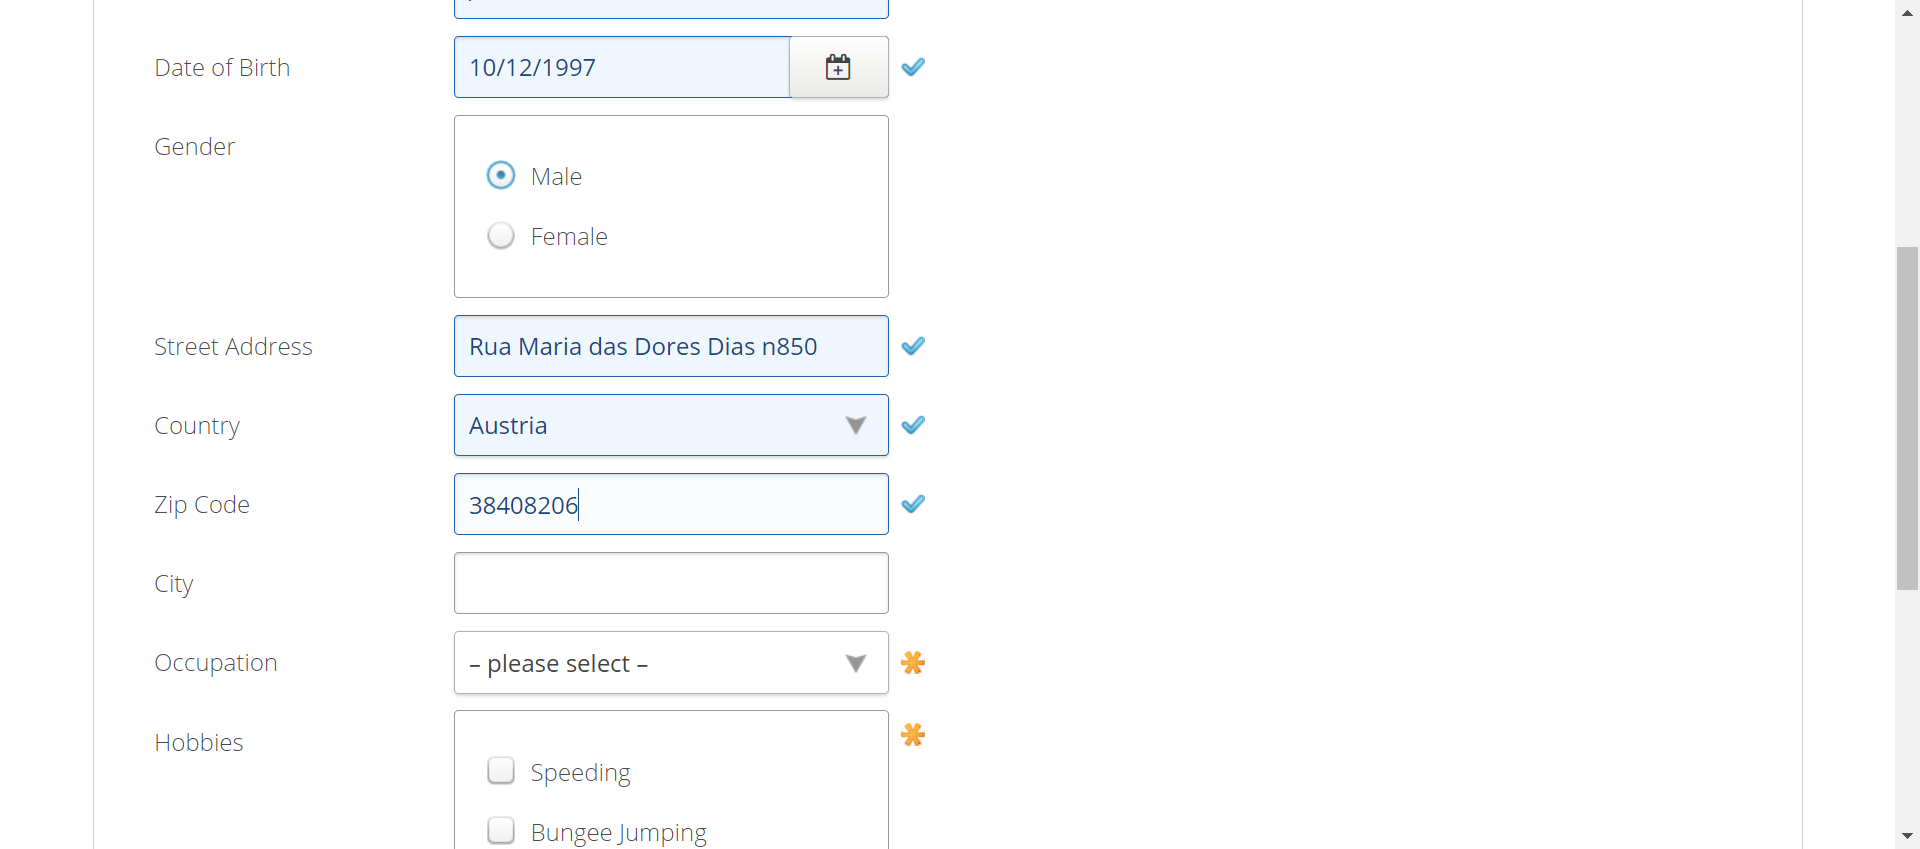 Date of Birth
10/12/1997
Gender
Male
Female
Street Address
Rua Maria das Dores Dias n850
Country
Austria
Zip Code
38408206
City
Occupation
– please select –
Hobbies
Speeding
Bungee Jumping